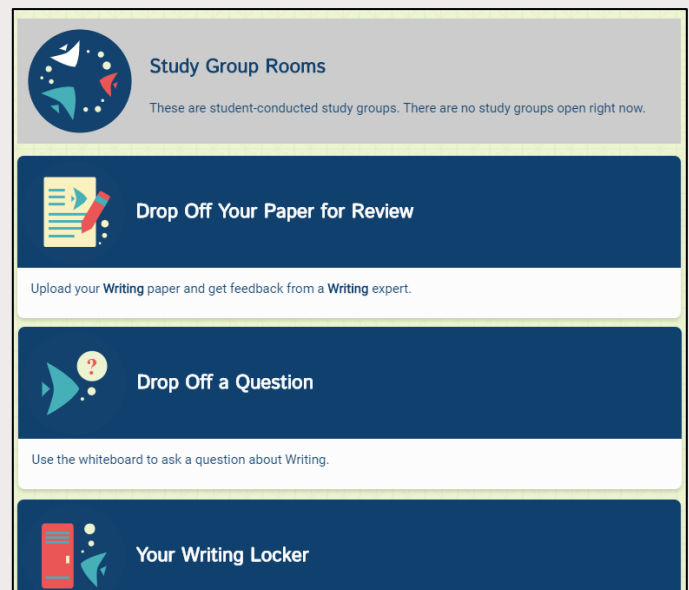 Study Group Rooms
These are student-conducted study groups. There are no study groups open right now.
Drop Off Your Paper for Review
Upload your Writing paper and get feedback from a Writing expert.
?
Drop Off a Question
Use the whiteboard to ask a question about Writing.
Your Writing Locker